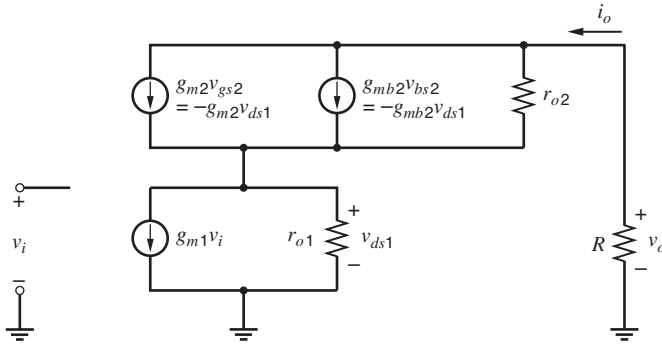 i_o
g_m2 v_gs2
= −g_m2 v_ds1
g_mb2 v_bs2
= −g_mb2 v_ds1
r_o2
+
v_i
−
g_m1 v_i
r_o1
+
v_ds1
−
R
+
v_o
−